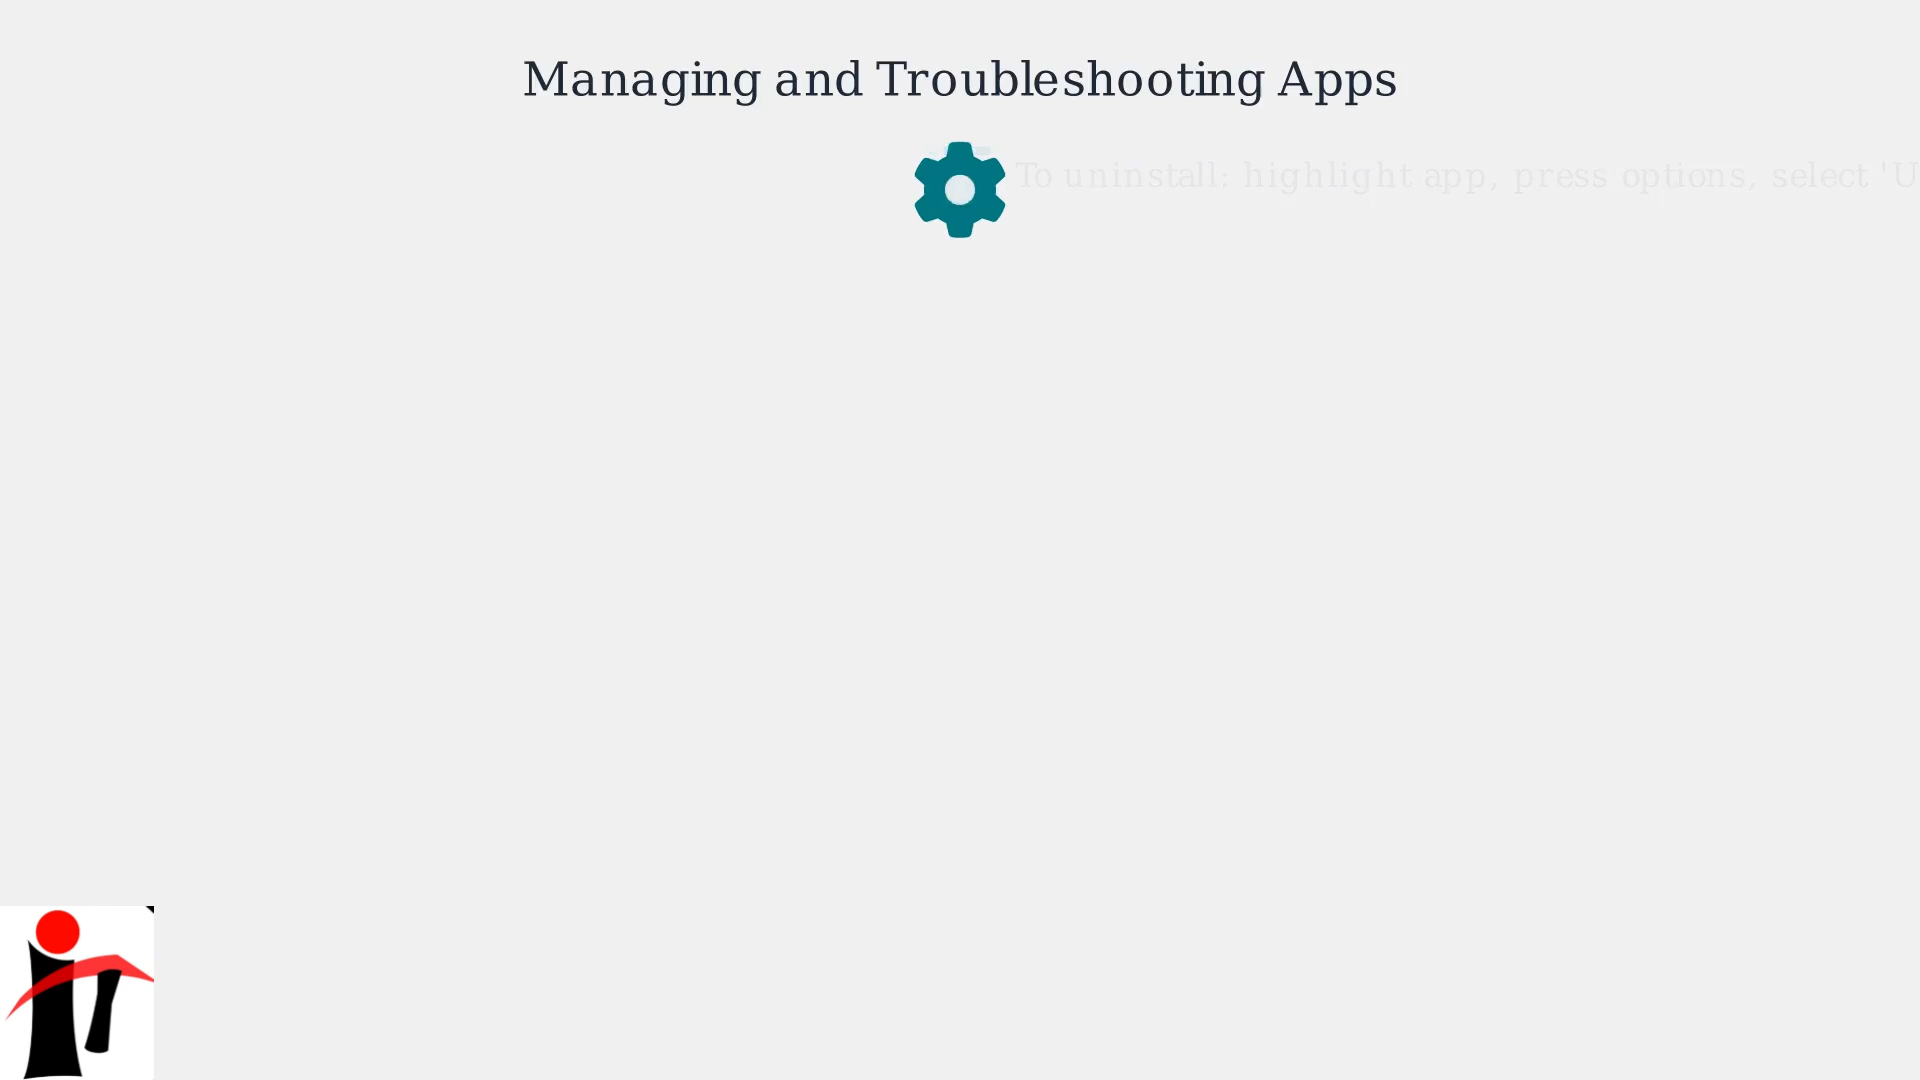 Managing and Troubleshooting Apps
To uninstall: highlight app, press options, select 'U